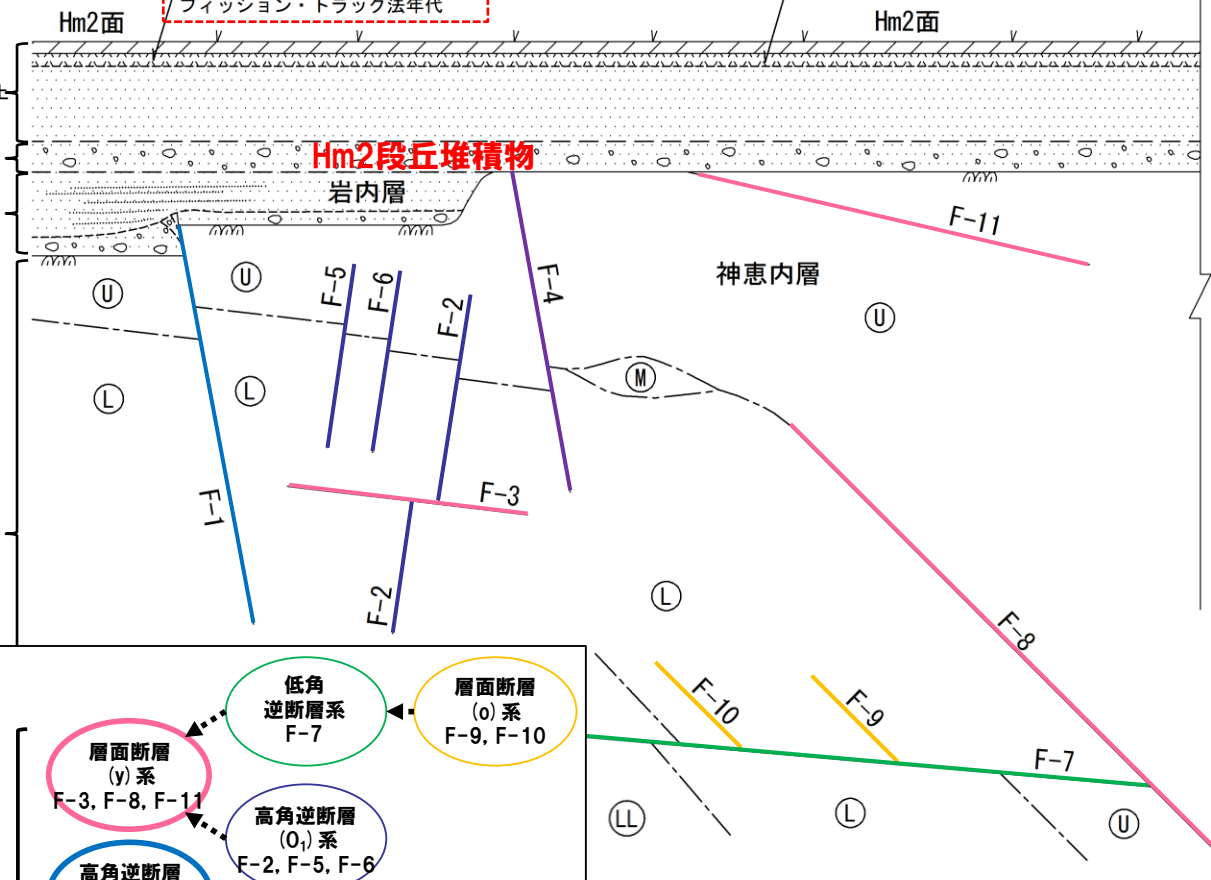 フィッション・トラック法年代
Hm2面
Hm2面
Hm2段丘堆積物
岩内層
F-11
神恵内層
F-5
F-6
F-2
F-4
U
U
U
M
L
L
F-1
F-3
F-2
L
F-8
F-10
F-9
F-7
LL
L
U
低角
逆断層系
F-7
層面断層
(o)系
F-9, F-10
層面断層
(y)系
F-3, F-8, F-11
高角逆断層
(O₁)系
F-2, F-5, F-6
高角逆断層